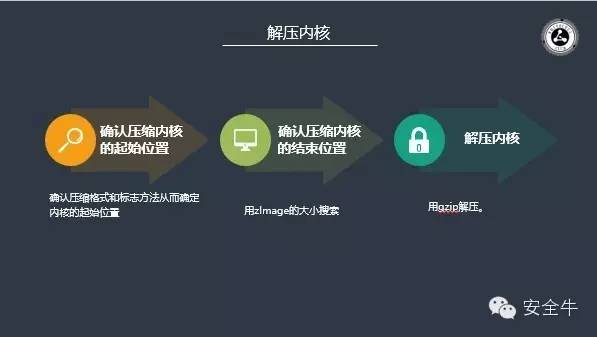 解压内核
确认压缩内核
的起始位置
确认压缩格式和标志方法从而确定
内核的起始位置
确认压缩内核
的结束位置
用zImage的大小搜索
解压内核
用gzip解压。
安全牛